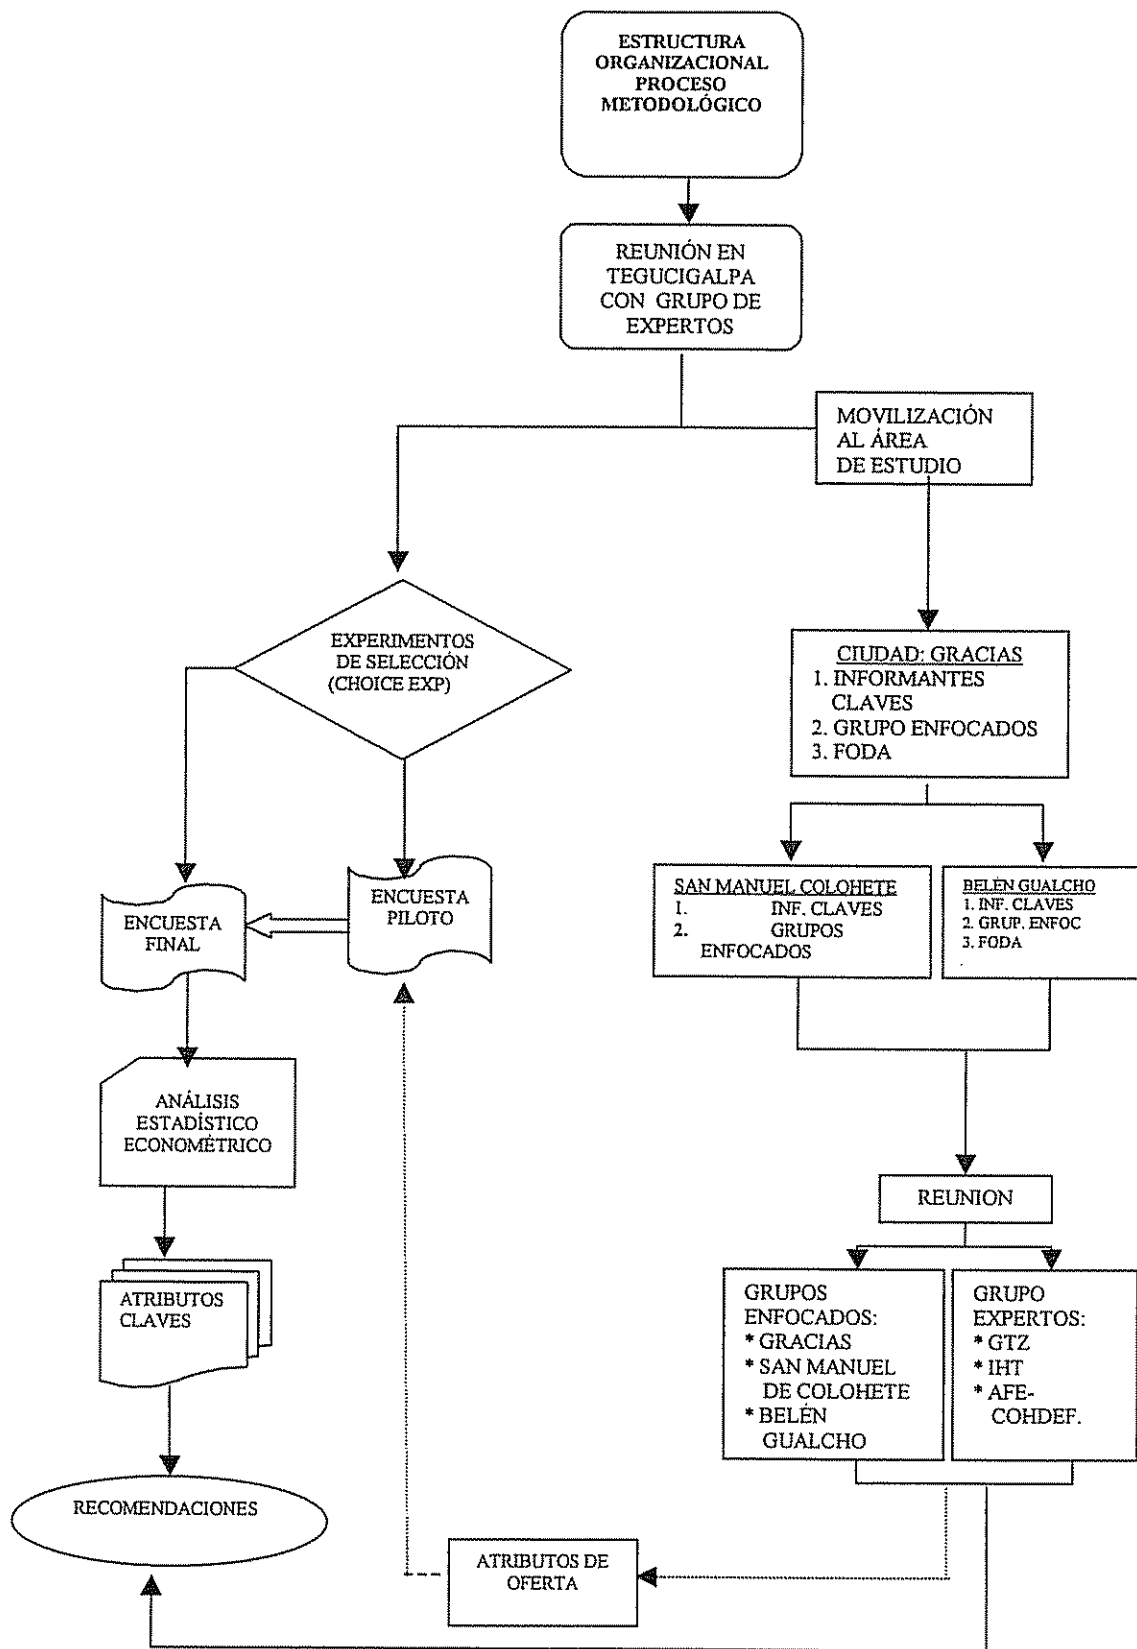 ESTRUCTURA
ORGANIZACIONAL
PROCESO
METODOLÓGICO
REUNIÓN EN
TEGUCIGALPA
CON GRUPO DE
EXPERTOS
MOVILIZACIÓN
AL ÁREA
DE ESTUDIO
EXPERIMENTOS
DE SELECCIÓN
(CHOICE EXP)
CIUDAD: GRACIAS
1. INFORMANTES
CLAVES
2. GRUPO ENFOCADOS
3. FODA
ENCUESTA
PILOTO
ENCUESTA
FINAL
SAN MANUEL COLOHETE
1. INF. CLAVES
2. GRUPOS
ENFOCADOS
BELÉN GUALCHO
1. INF. CLAVES
2. GRUP. ENFOC
3. FODA
.
ANÁLISIS
ESTADÍSTICO
ECONOMÉTRICO
REUNION
ATRIBUTOS
CLAVES
GRUPOS
ENFOCADOS:
* GRACIAS
* SAN MANUEL
DE COLOHETE
* BELÉN
GUALCHO
GRUPO
EXPERTOS:
* GTZ
* IHT
* AFE-
COHDEF.
RECOMENDACIONES
ATRIBUTOS DE
OFERTA